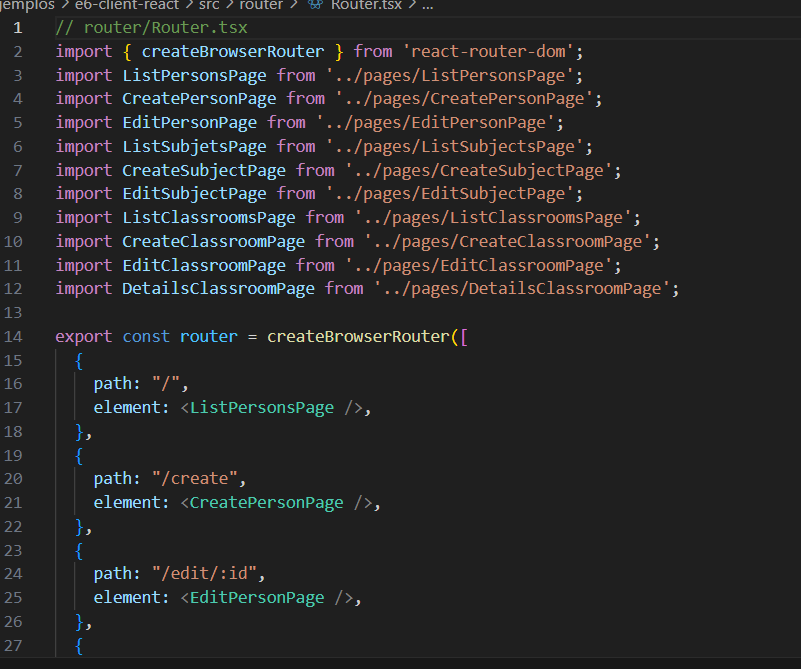 jemplos > e6-client-react > src > router > Router.tsx > ...
1 // router/Router.tsx
2 import { createBrowserRouter } from 'react-router-dom';
3 import ListPersonsPage from '../pages/ListPersonsPage';
4 import CreatePersonPage from '../pages/CreatePersonPage';
5 import EditPersonPage from '../pages/EditPersonPage';
6 import ListSubjetsPage from '../pages/ListSubjectsPage';
7 import CreateSubjectPage from '../pages/CreateSubjectPage';
8 import EditSubjectPage from '../pages/EditSubjectPage';
9 import ListClassroomsPage from '../pages/ListClassroomsPage';
10 import CreateClassroomPage from '../pages/CreateClassroomPage';
11 import EditClassroomPage from '../pages/EditClassroomPage';
12 import DetailsClassroomPage from '../pages/DetailsClassroomPage';
13
14 export const router = createBrowserRouter([
15 {
16 path: "/",
17 element: <ListPersonsPage />,
18 },
19 {
20 path: "/create",
21 element: <CreatePersonPage />,
22 },
23 {
24 path: "/edit/:id",
25 element: <EditPersonPage />,
26 },
27 {